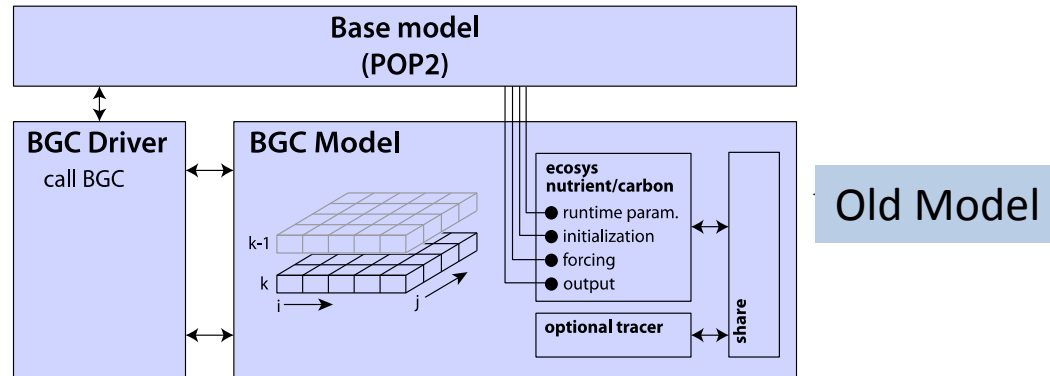 Base model
(POP2)
BGC Driver
call BGC
BGC Model
k-1
k
i
j
ecosys
nutrient/carbon
runtime param.
initialization
forcing
output
optional tracer
share
Old Model